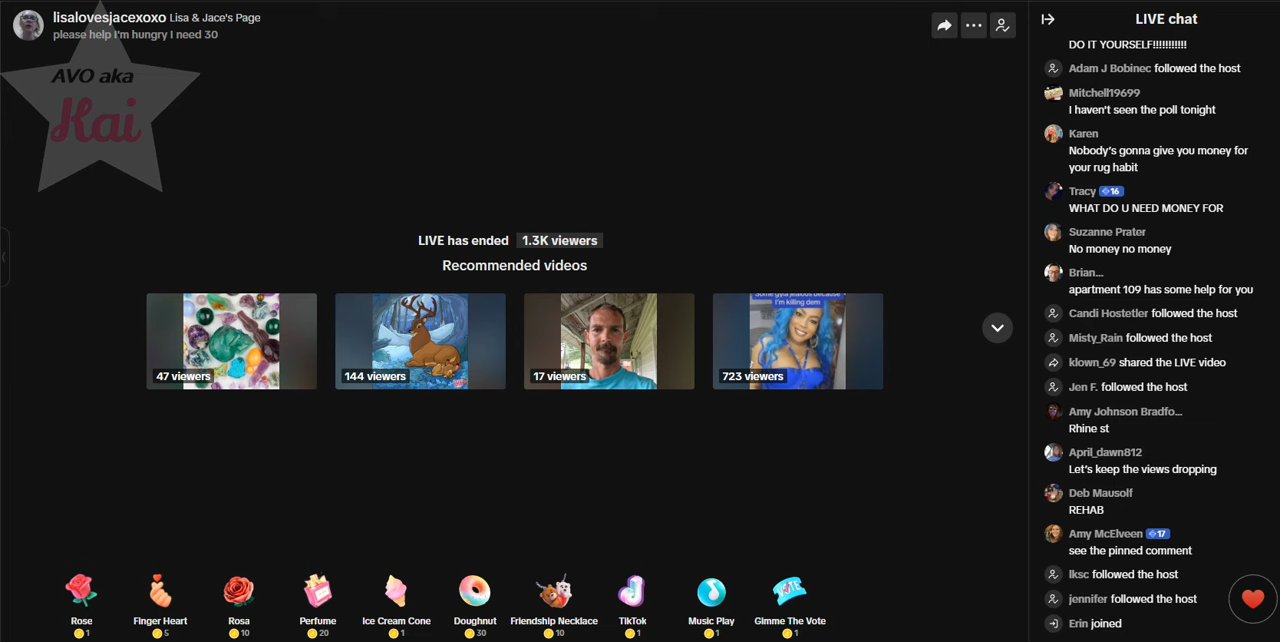 lisalovesjacexoxo Lisa & Jace's Page
please help I'm hungry I need 30
AVO aka
Kai
LIVE has ended 1.3K viewers
Recommended videos
some gyul jealous because
I'm killing dem
47 viewers
144 viewers
17 viewers
723 viewers
Rose
1
Finger Heart
5
Rosa
10
Perfume
20
Ice Cream Cone
1
Doughnut
30
Friendship Necklace
10
TikTok
1
Music Play
1
VOTE
Gimme The Vote
1
LIVE chat
DO IT YOURSELF!!!!!!!!!!!
Adam J Bobinec followed the host
Mitchell19699
I haven't seen the poll tonight
Karen
Nobody's gonna give you money for
your rug habit
Tracy 16
WHAT DO U NEED MONEY FOR
Suzanne Prater
No money no money
Brian...
apartment 109 has some help for you
Candi Hostetler followed the host
Misty_Rain followed the host
klown_69 shared the LIVE video
Jen F. followed the host
Amy Johnson Bradfo...
Rhine st
April_dawn812
Let's keep the views dropping
Deb Mausolf
REHAB
Amy McElveen 17
see the pinned comment
lksc followed the host
jennifer followed the host
Erin joined